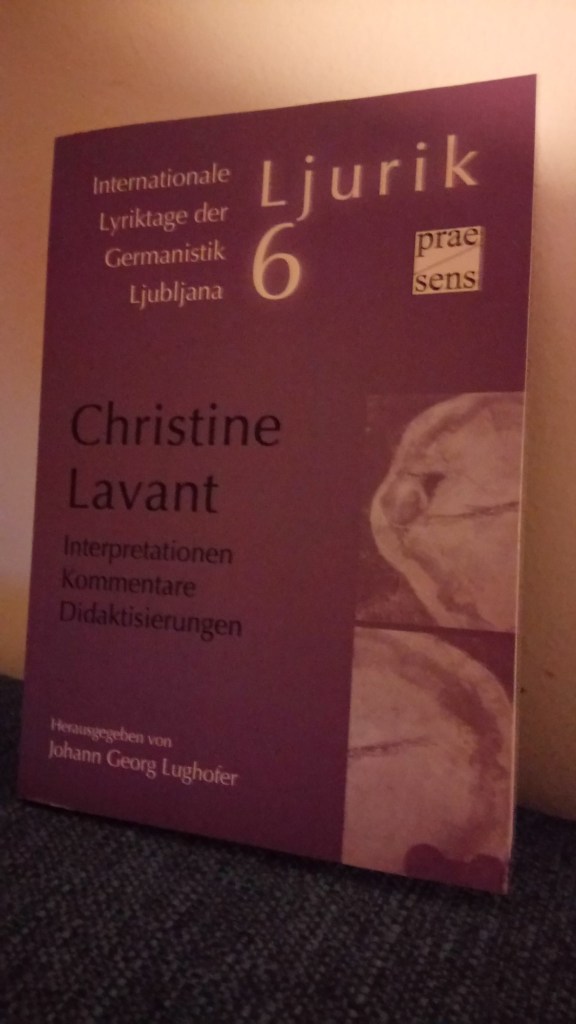 Internationale
Lyriktage der
Germanistik
Ljubljana
Ljurik
6
prae
sens
Christine
Lavant
Interpretationen
Kommentare
Didaktisierungen
Herausgegeben von
Johann Georg Lughofer